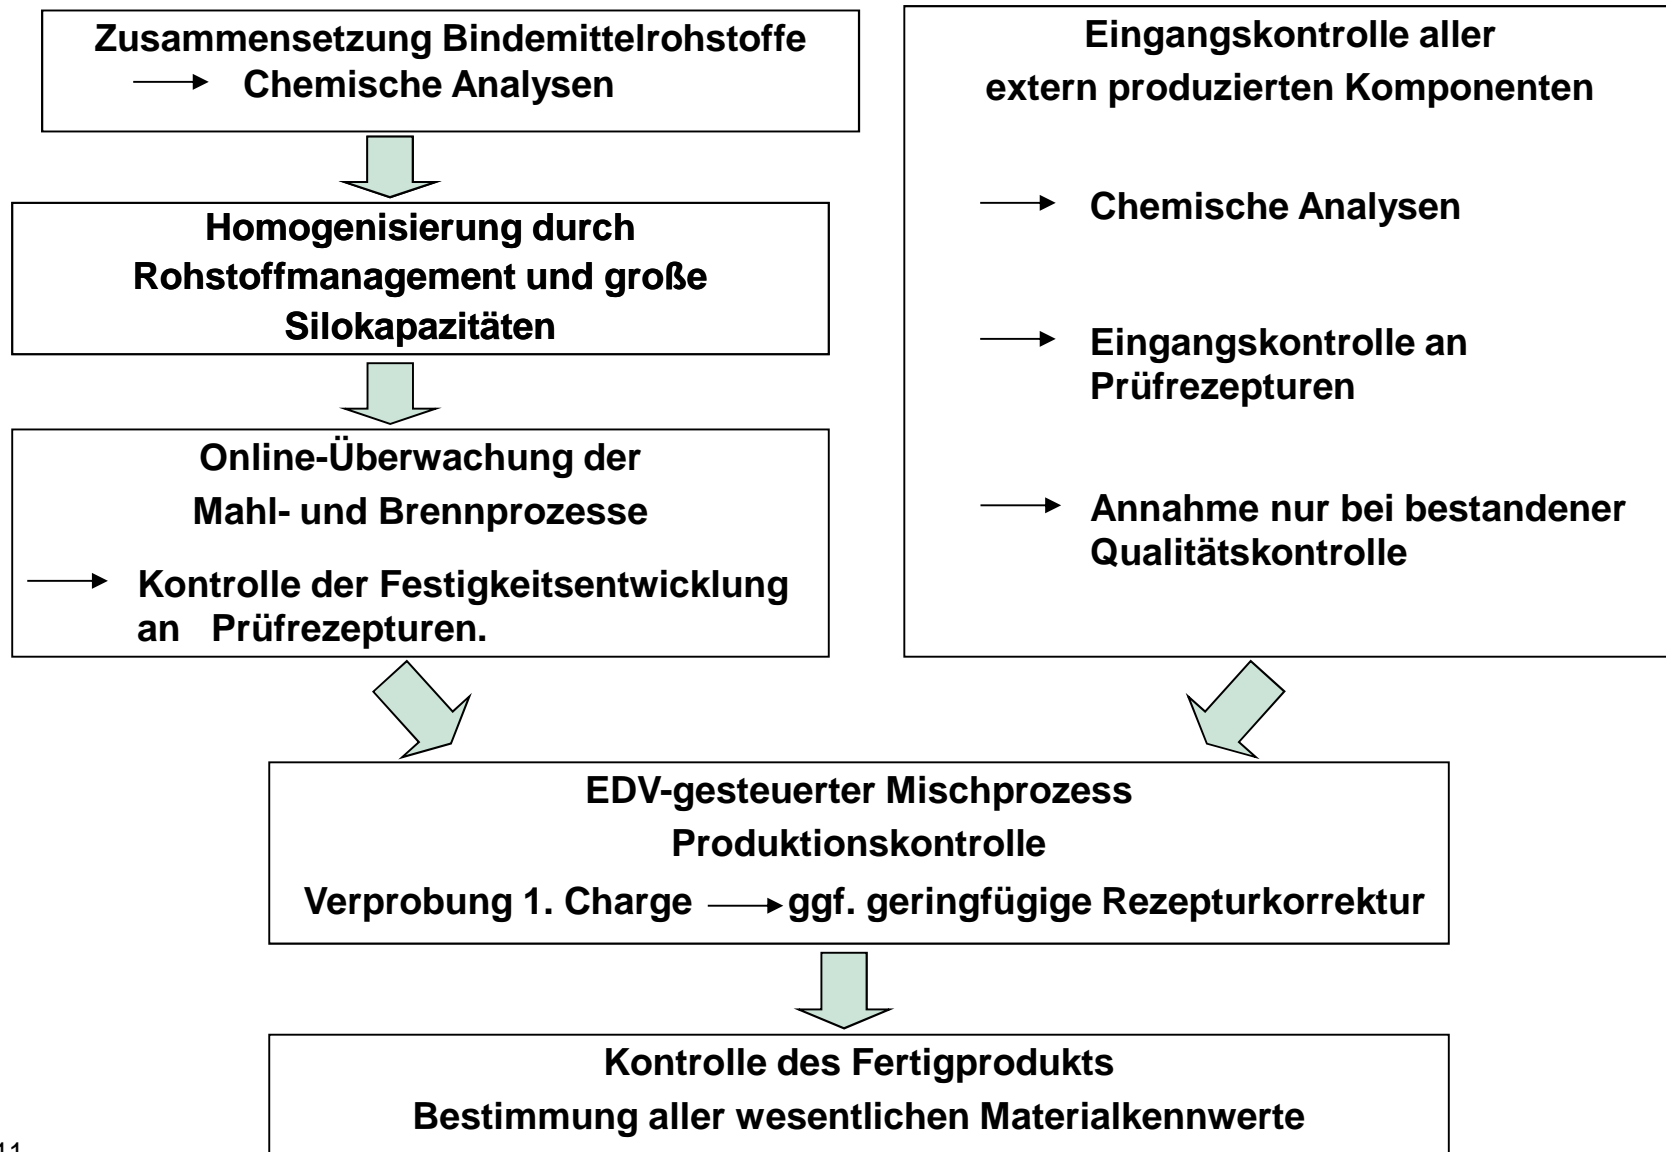 Zusammensetzung Bindemittelrohstoffe
Chemische Analysen
Homogenisierung durch
Rohstoffmanagement und große
Silokapazitäten
Online-Überwachung der
Mahl- und Brennprozesse
Kontrolle der Festigkeitsentwicklung
an Prüfrezepturen.
Eingangskontrolle aller
extern produzierten Komponenten
Chemische Analysen
Eingangskontrolle an
Prüfrezepturen
Annahme nur bei bestandener
Qualitätskontrolle
EDV-gesteuerter Mischprozess
Produktionskontrolle
Verprobung 1. Charge → ggf. geringfügige Rezepturkorrektur
Kontrolle des Fertigprodukts
Bestimmung aller wesentlichen Materialkennwerte